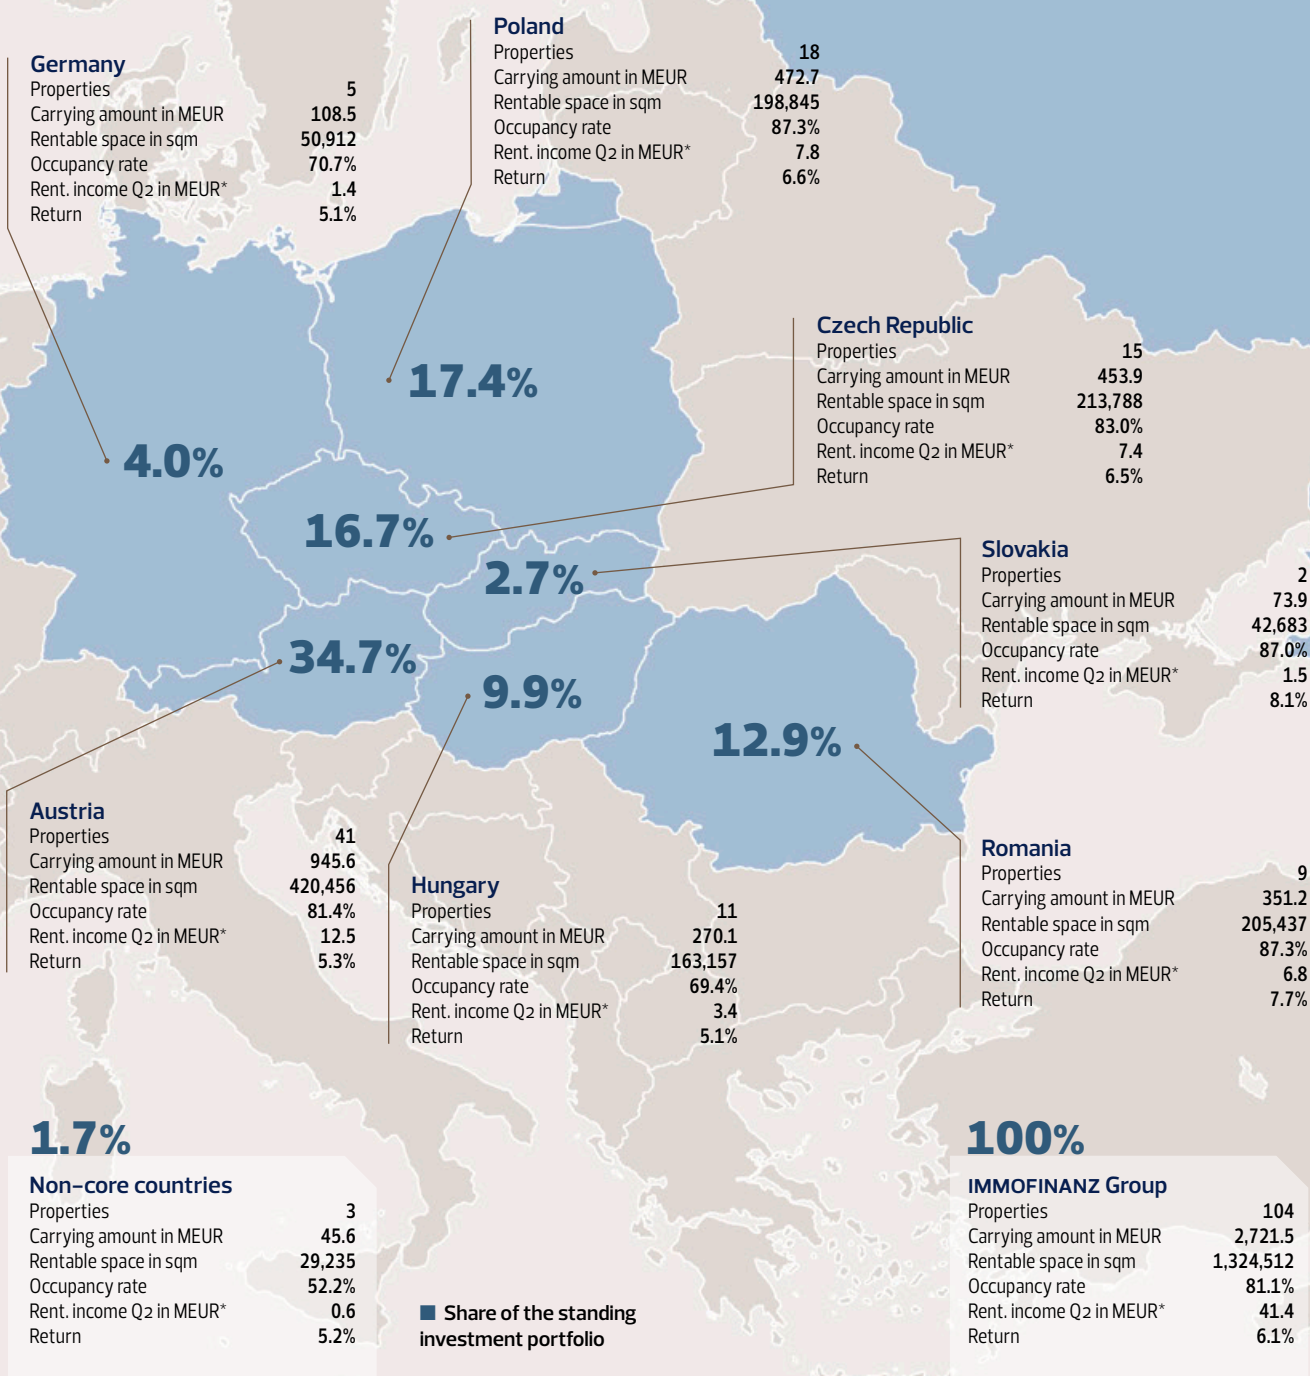 Poland
Properties 18
Carrying amount in MEUR 472.7
Rentable space in sqm 198,845
Occupancy rate 87.3%
Rent. income Q2 in MEUR* 7.8
Return 6.6%
Germany
Properties 5
Carrying amount in MEUR 108.5
Rentable space in sqm 50,912
Occupancy rate 70.7%
Rent. income Q2 in MEUR* 1.4
Return 5.1%
Czech Republic
Properties 15
Carrying amount in MEUR 453.9
Rentable space in sqm 213,788
Occupancy rate 83.0%
Rent. income Q2 in MEUR* 7.4
Return 6.5%
17.4%
4.0%
16.7%
2.7%
34.7%
9.9%
12.9%
Slovakia
Properties 2
Carrying amount in MEUR 73.9
Rentable space in sqm 42,683
Occupancy rate 87.0%
Rent. income Q2 in MEUR* 1.5
Return 8.1%
Austria
Properties 41
Carrying amount in MEUR 945.6
Rentable space in sqm 420,456
Occupancy rate 81.4%
Rent. income Q2 in MEUR* 12.5
Return 5.3%
Hungary
Properties 11
Carrying amount in MEUR 270.1
Rentable space in sqm 163,157
Occupancy rate 69.4%
Rent. income Q2 in MEUR* 3.4
Return 5.1%
Romania
Properties 9
Carrying amount in MEUR 351.2
Rentable space in sqm 205,437
Occupancy rate 87.3%
Rent. income Q2 in MEUR* 6.8
Return 7.7%
1.7%
Non-core countries
Properties 3
Carrying amount in MEUR 45.6
Rentable space in sqm 29,235
Occupancy rate 52.2%
Rent. income Q2 in MEUR* 0.6
Return 5.2%
Share of the standing
investment portfolio
100%
IMMOFINANZ Group
Properties 104
Carrying amount in MEUR 2,721.5
Rentable space in sqm 1,324,512
Occupancy rate 81.1%
Rent. income Q2 in MEUR* 41.4
Return 6.1%